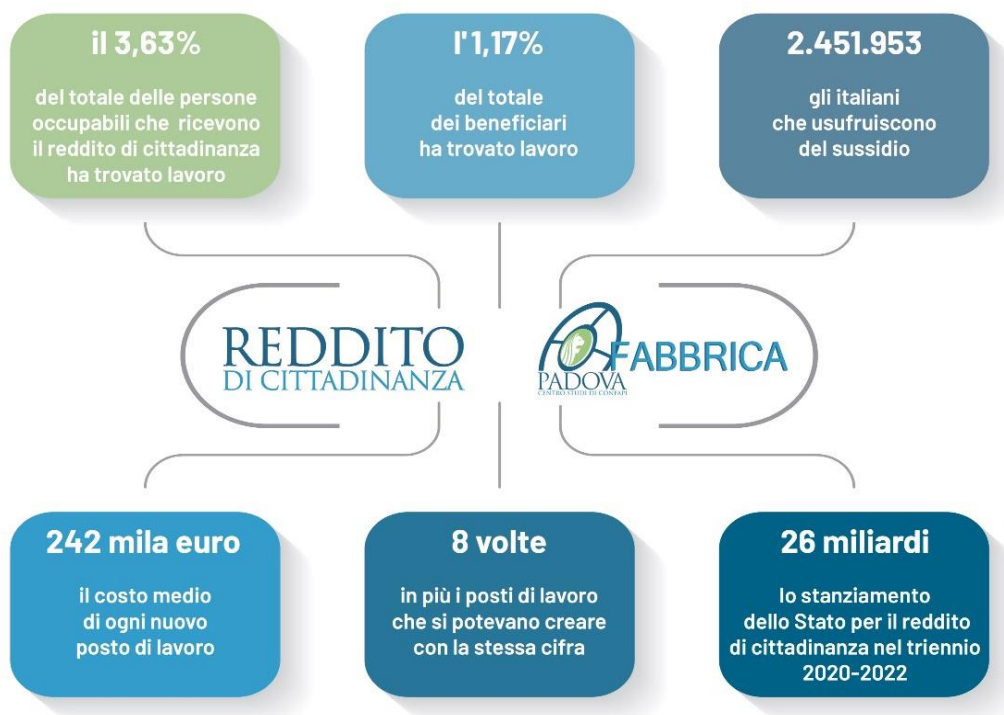 il 3,63%
del totale delle persone
occupabili che ricevono
il reddito di cittadinanza
ha trovato lavoro
l'1,17%
del totale
dei beneficiari
ha trovato lavoro
2.451.953
gli italiani
che usufruiscono
del sussidio
REDDITO
DI CITTADINANZA
FABBRICA
PADOVA
CENTRO STUDI DI CONFAPI
242 mila euro
il costo medio
di ogni nuovo
posto di lavoro
8 volte
in più i posti di lavoro
che si potevano creare
con la stessa cifra
26 miliardi
lo stanziamento
dello Stato per il reddito
di cittadinanza nel triennio
2020-2022